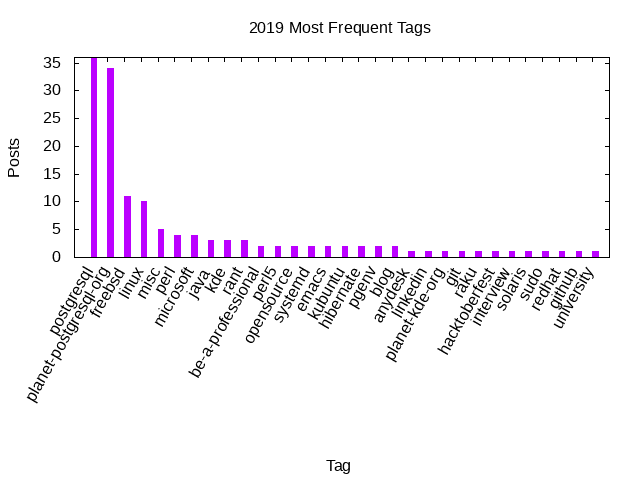 2019 Most Frequent Tags
Posts
35
30
25
20
15
10
5
0
postgresql
planet-postgresql-org
freebsd
linux
misc
perl
microsoft
java
kde
rant
be-a-professional
perl5
opensource
systemd
emacs
kubuntu
hibernate
pgenv
blog
anydesk
linkedin
planet-kde-org
git
raku
hacktoberfest
interview
solaris
sudo
redhat
github
university
Tag